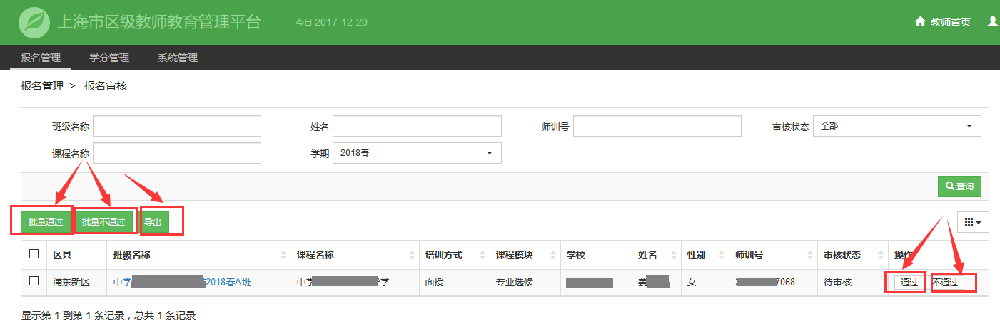 上海市区级教师教育管理平台 今日 2017-12-20 教师首页
报名管理 学分管理 系统管理
报名管理 > 报名审核
班级名称 姓名 师训号 审核状态 全部
课程名称 学期 2018春
查询
批量通过 批量不通过 导出
区县 班级名称 课程名称 培训方式 课程模块 学校 姓名 性别 师训号 审核状态 操作
浦东新区 中学 2018春A班 中学 学 面授 专业选修 姜 女 2 7068 待审核 通过 不通过
显示第 1 到第 1 条记录，总共 1 条记录